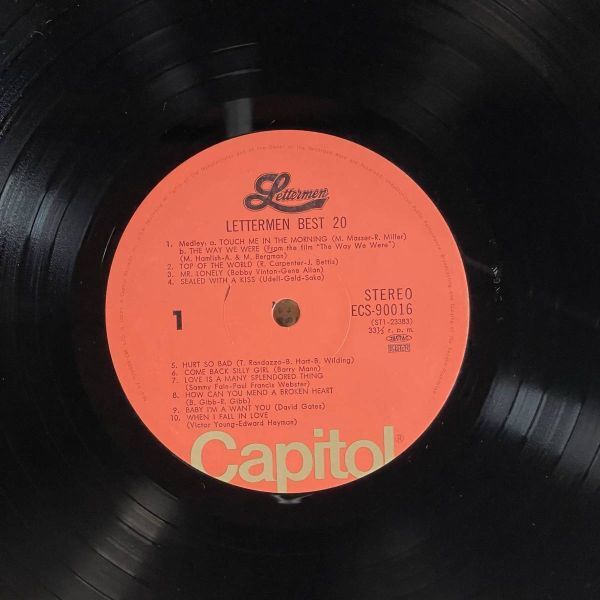 Lettermen
LETTERMEN BEST 20
1. Medley: a. TOUCH ME IN THE MORNING (M. Masser-R. Miller)
b. THE WAY WE WERE (From the film "The Way We Were")
(M. Hamlish-A. & M. Bergman)
2. TOP OF THE WORLD (R. Carpenter-J. Bettis)
3. MR. LONELY (Bobby Vinton-Gene Allan)
4. SEALED WITH A KISS (Udell-Geld-Saka)
1
STEREO
ECS-90016
(ST1-23383)
33⅓ r. p. m.
5. HURT SO BAD (T. Randazzo-B. Hart-B. Wilding)
6. COME BACK SILLY GIRL (Barry Mann)
7. LOVE IS A MANY SPLENDORED THING
(Sammy Fain-Paul Francis Webster)
8. HOW CAN YOU MEND A BROKEN HEART
(B. Gibb-R. Gibb)
9. BABY I'M A WANT YOU (David Gates)
10. WHEN I FALL IN LOVE
(Victor Young-Edward Heyman)
Capitol®